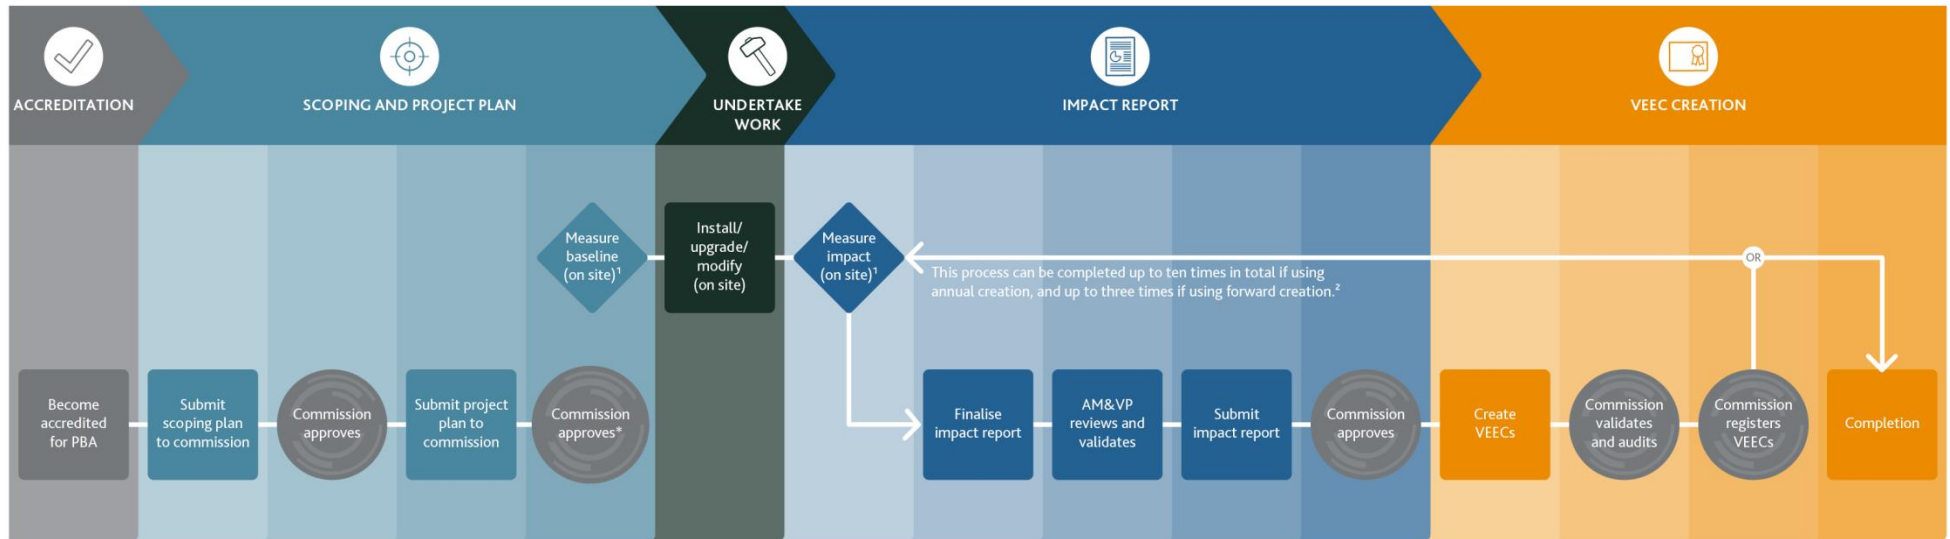 ACCREDITATION
SCOPING AND PROJECT PLAN
UNDERTAKE
WORK
IMPACT REPORT
VEEC CREATION
Measure
baseline
(on site)¹
Install/
upgrade/
modify
(on site)
Measure
impact
(on site)¹
This process can be completed up to ten times in total if using
annual creation, and up to three times if using forward creation.²
OR
Become
accredited
for PBA
Submit
scoping plan
to commission
Commission
approves
Submit project
plan to
commission
Commission
approves*
Finalise
impact report
AM&VP
reviews and
validates
Submit
impact report
Commission
approves
Create
VEECs
Commission
validates
and audits
Commission
registers
VEECs
Completion